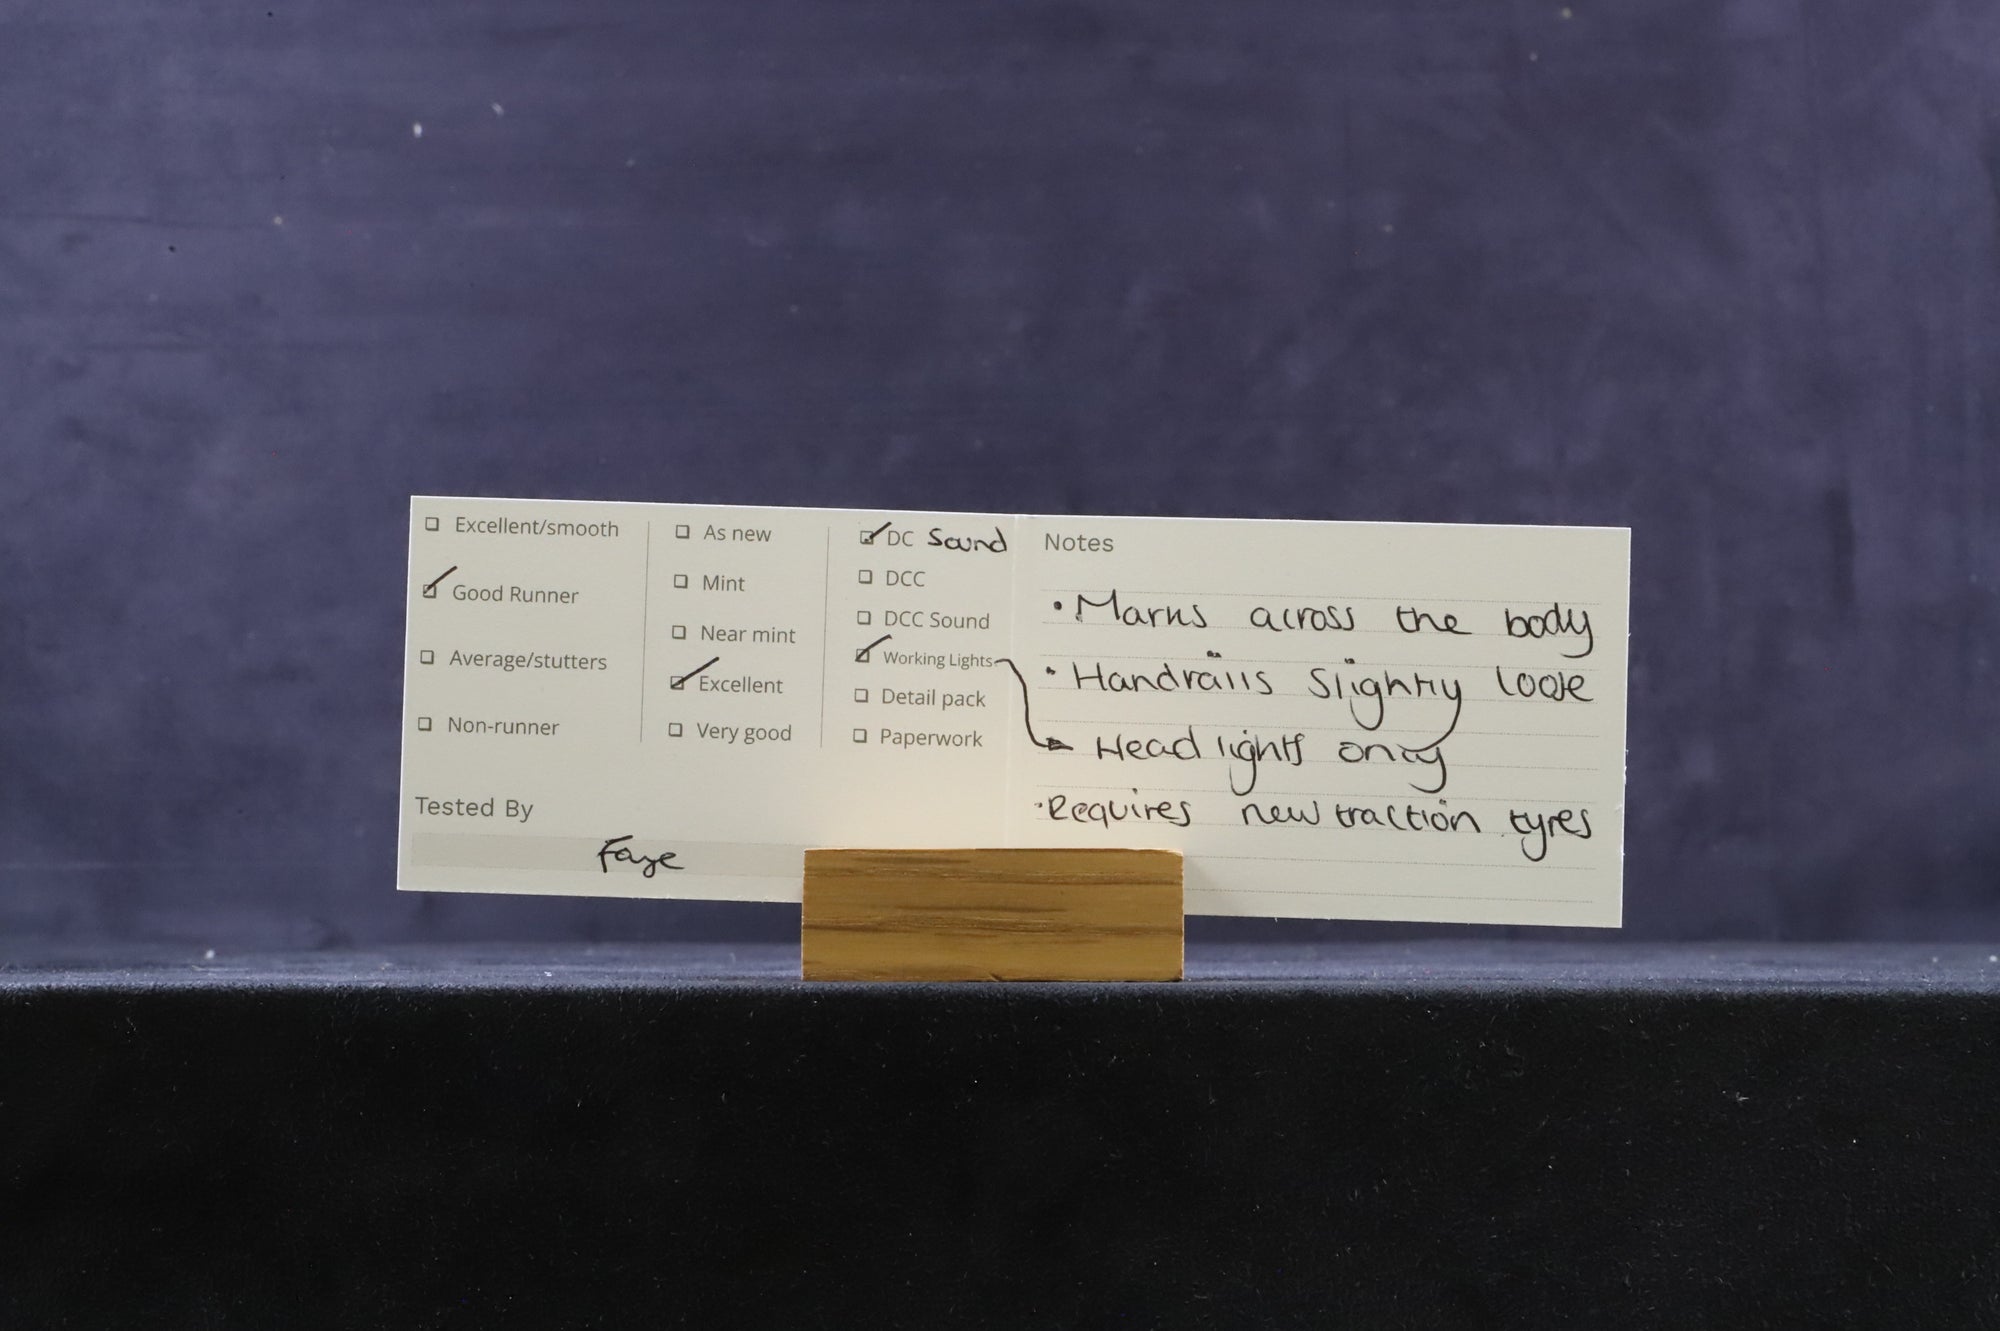 Excellent/smooth
Good Runner
Average/stutters
Non-runner
Tested By
Faye
As new
Mint
Near mint
Excellent
Very good
DC Sound
DCC
DCC Sound
Working Lights
Detail pack
Paperwork
Notes
• Marks across the body
• Handrails slightly loose
Head lights only
• Requires new traction tyres